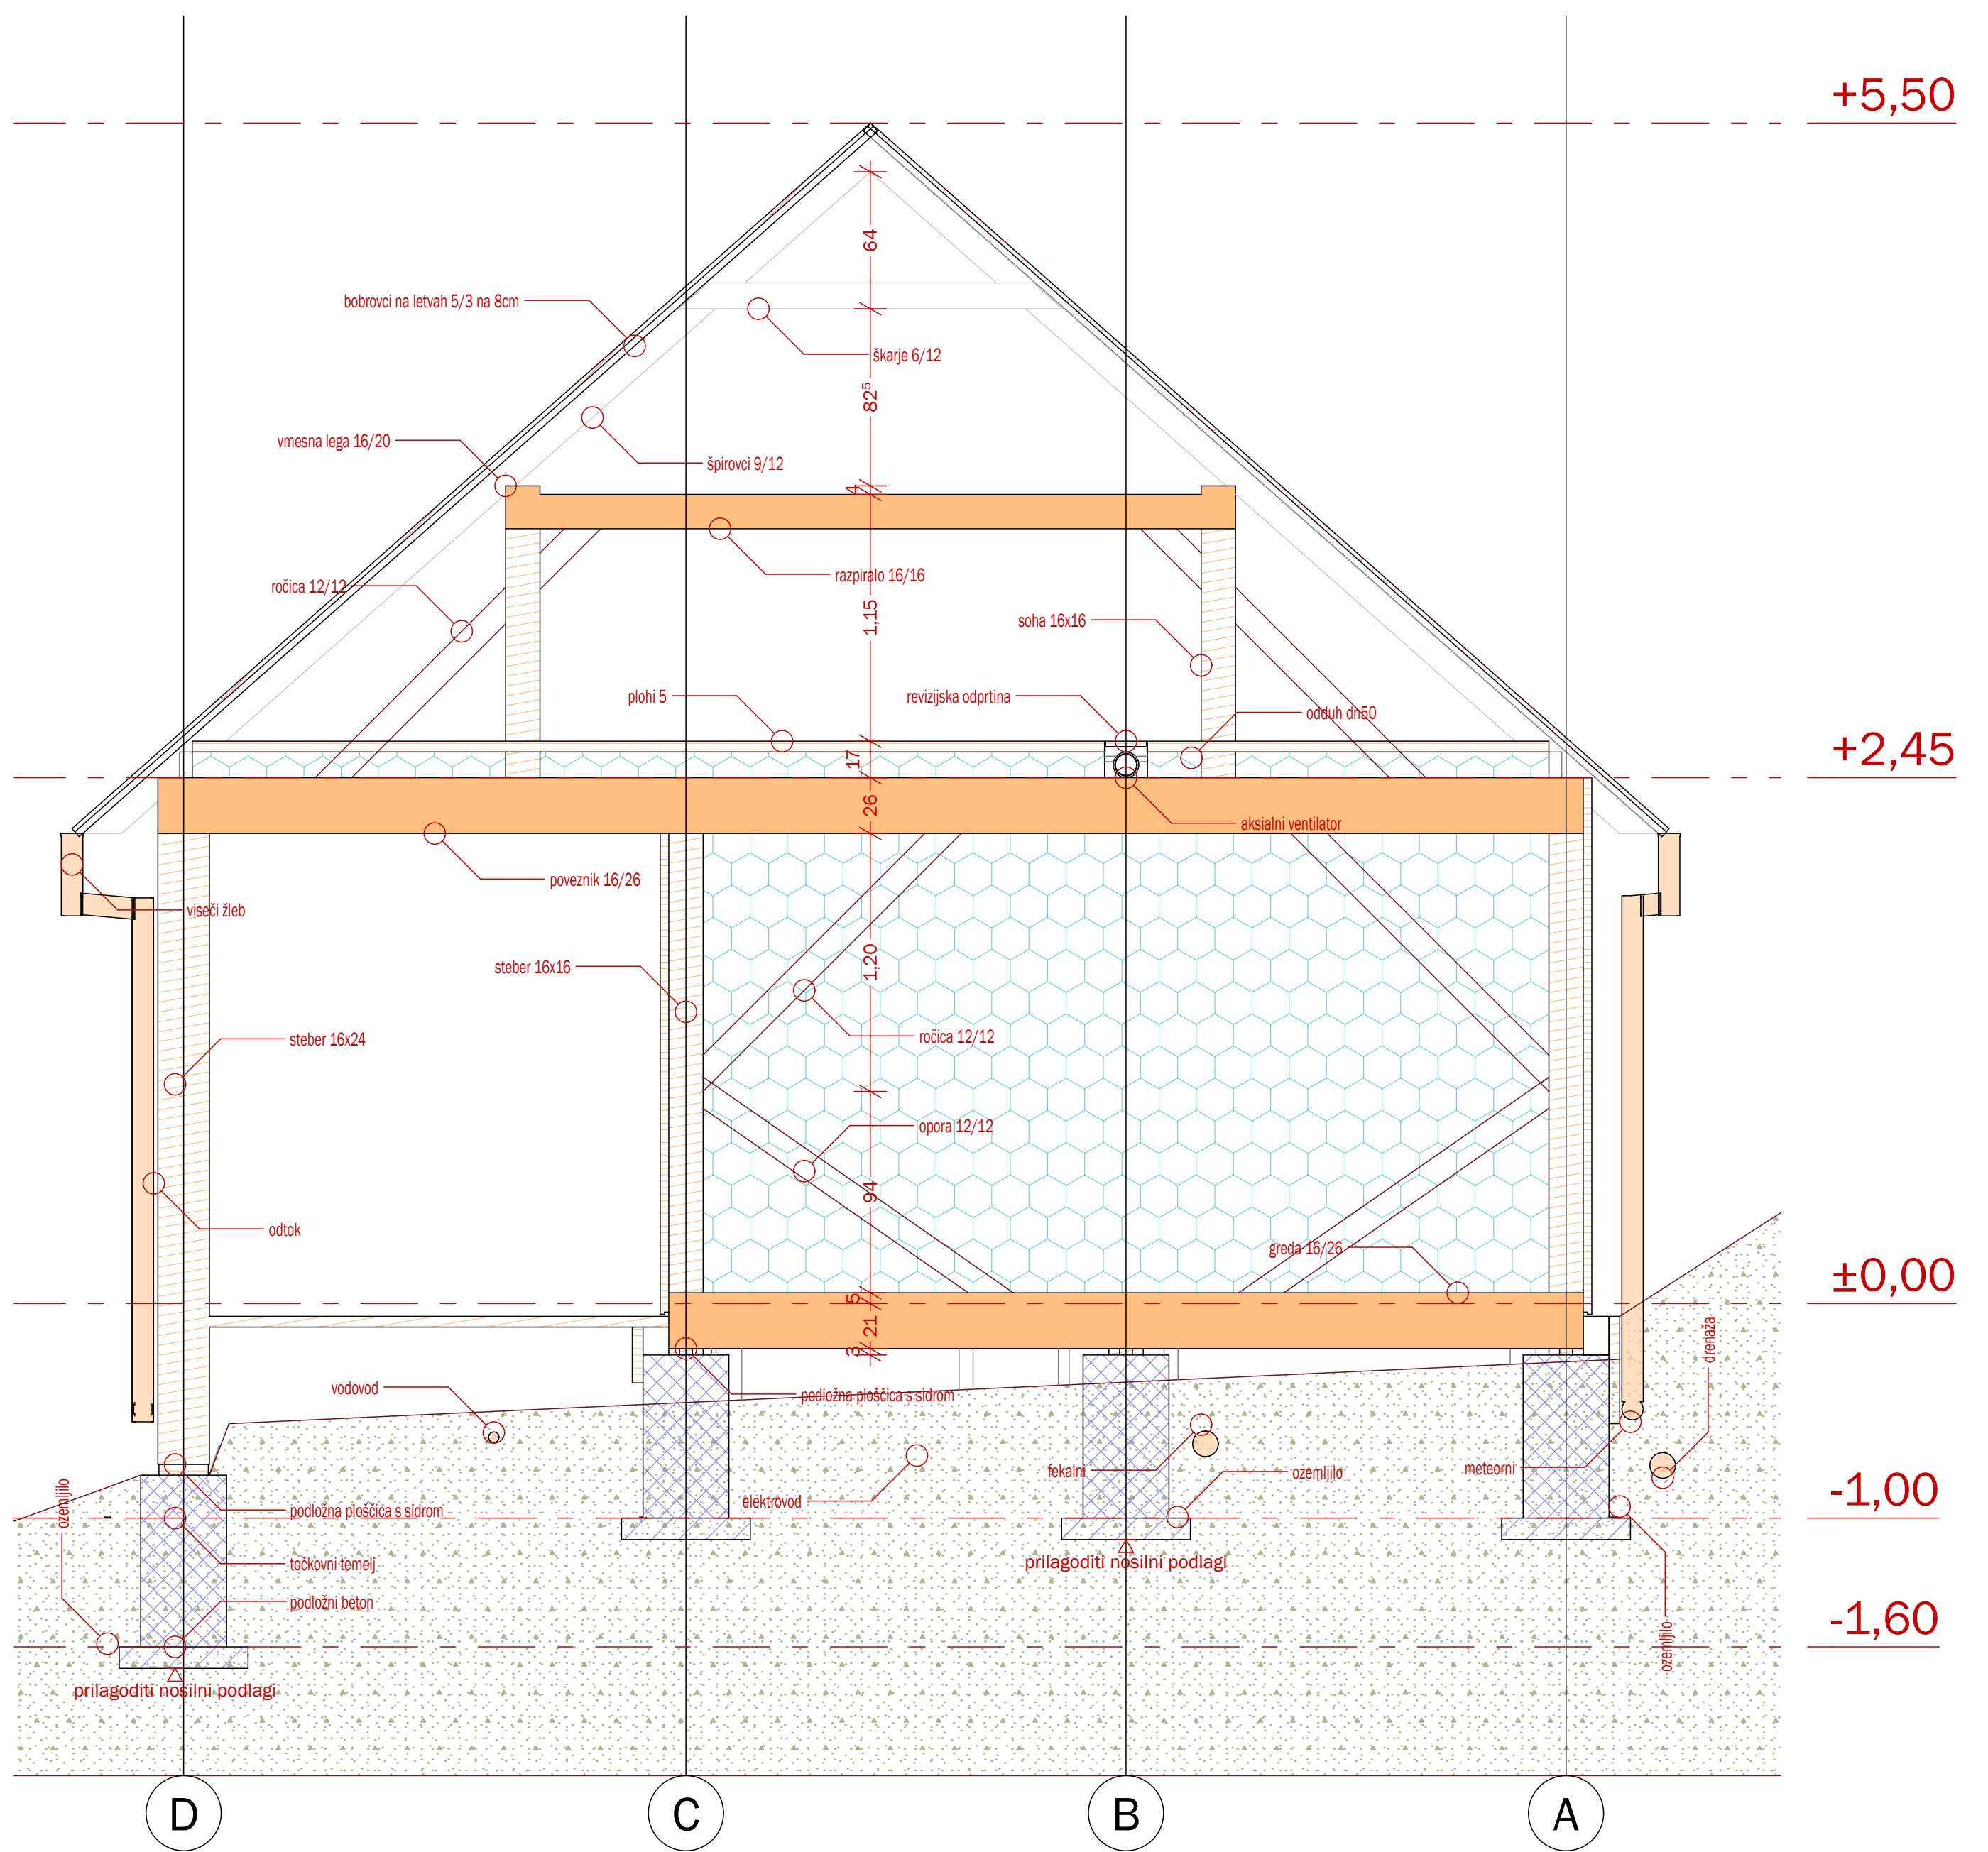 +5,50
64
bobrovci na letvah 5/3 na 8cm
škarje 6/12
82⁵
vmesna lega 16/20
špirovci 9/12
4
razpiralo 16/16
ročica 12/12
1,15
soha 16x16
plohi 5
revizijska odprtina
odduh dn50
+2,45
17
26
aksialni ventilator
poveznik 16/26
viseči žleb
1,20
steber 16x16
steber 16x24
ročica 12/12
opora 12/12
94
odtok
greda 16/26
±0,00
5
21
3
drenaža
vodovod
podložna ploščica s sidrom
fekalni
ozemljilo
meteorni
elektrovod
-1,00
ozemljilo
podložna ploščica s sidrom
točkovni temelj
prilagoditi nosilni podlagi
podložni beton
-1,60
ozemljilo
prilagoditi nosilni podlagi
D
C
B
A